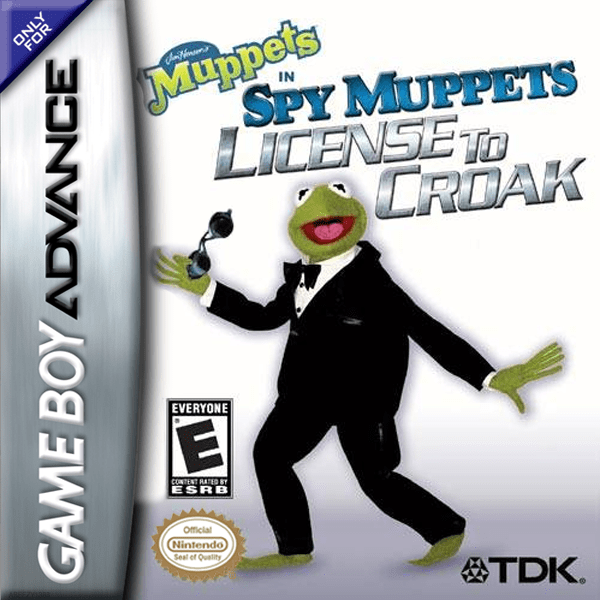 ONLY
FOR
GAME BOY ADVANCE
Jim Henson's
Muppets
IN
SPY MUPPETS
LICENSE TO
CROAK
EVERYONE
E
CONTENT RATED BY
ESRB
Official
Nintendo
Seal of Quality
TDK®